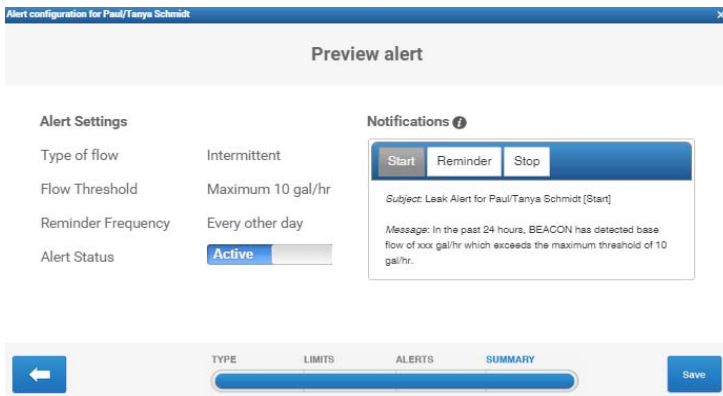 Alert configuration for Paul/Tanya Schmidt
×
Preview alert
Alert Settings
Type of flow Intermittent
Flow Threshold Maximum 10 gal/hr
Reminder Frequency Every other day
Alert Status Active
Notifications i
Start Reminder Stop
Subject: Leak Alert for Paul/Tanya Schmidt [Start]
Message: In the past 24 hours, BEACON has detected base
flow of xxx gal/hr which exceeds the maximum threshold of 10
gal/hr.
TYPE LIMITS ALERTS SUMMARY
Save